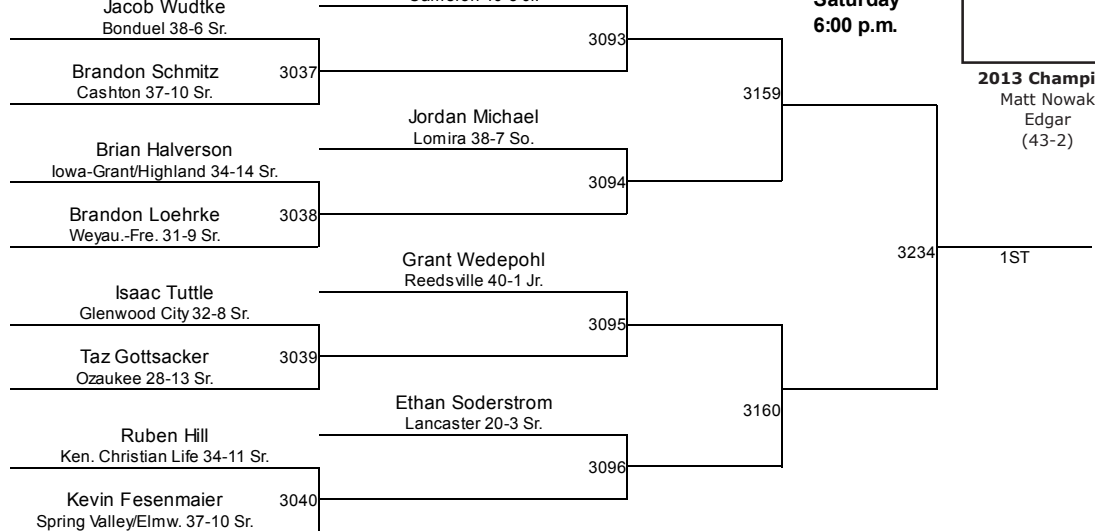 Jacob Wudtke
Bonduel 38-6 Sr.
Saturday
6:00 p.m.
3093
Brandon Schmitz
Cashton 37-10 Sr.
3037
2013 Champi
Matt Nowak
Edgar
(43-2)
3159
Jordan Michael
Lomira 38-7 So.
Brian Halverson
Iowa-Grant/Highland 34-14 Sr.
3094
Brandon Loehrke
Weyau.-Fre. 31-9 Sr.
3038
Grant Wedepohl
Reedsville 40-1 Jr.
3234
1ST
Isaac Tuttle
Glenwood City 32-8 Sr.
3095
Taz Gottsacker
Ozaukee 28-13 Sr.
3039
Ethan Soderstrom
Lancaster 20-3 Sr.
3160
Ruben Hill
Ken. Christian Life 34-11 Sr.
3096
Kevin Fesenmaier
Spring Valley/Elmw. 37-10 Sr.
3040